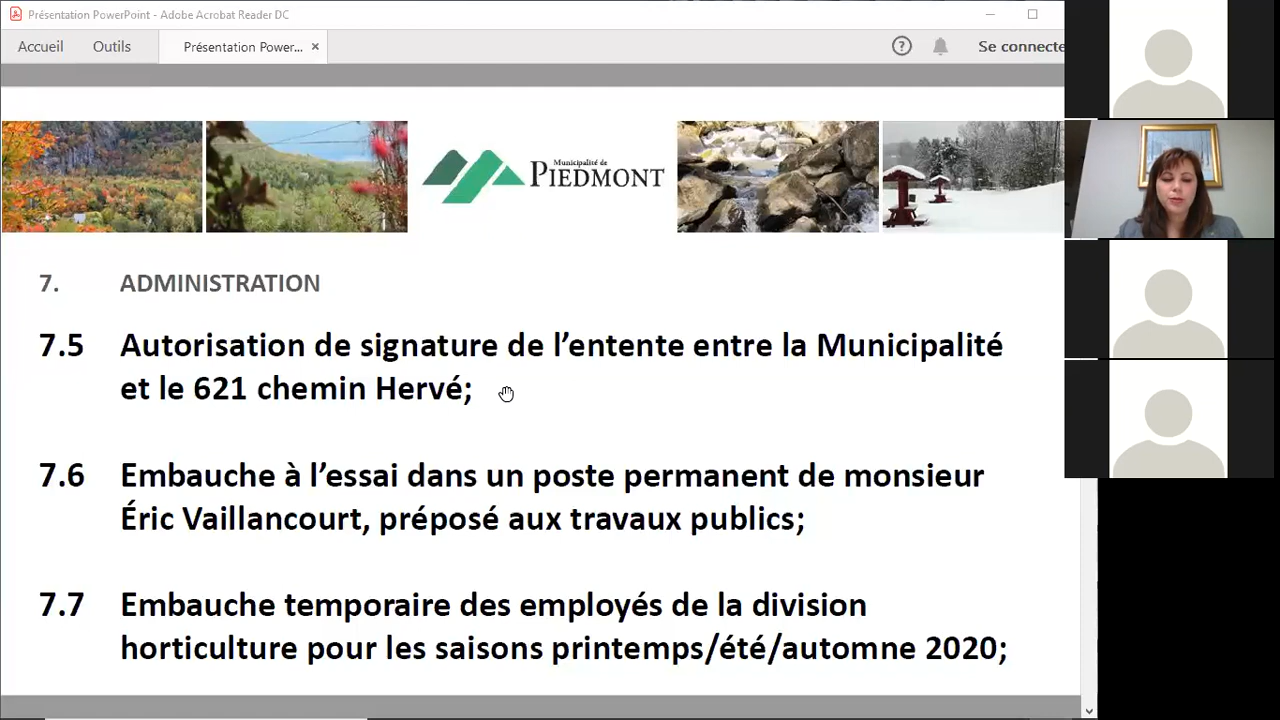 Présentation PowerPoint - Adobe Acrobat Reader DC
Accueil Outils Présentation Power... × ? Se connecte
Municipalité de
PIEDMONT
7. ADMINISTRATION
7.5 Autorisation de signature de l’entente entre la Municipalité
et le 621 chemin Hervé;
7.6 Embauche à l’essai dans un poste permanent de monsieur
Éric Vaillancourt, préposé aux travaux publics;
7.7 Embauche temporaire des employés de la division
horticulture pour les saisons printemps/été/automne 2020;